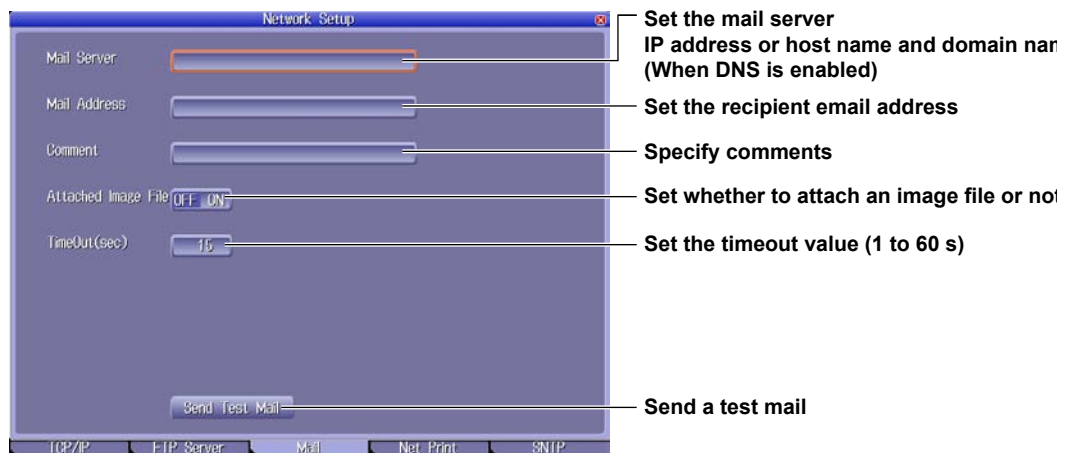 Network Setup
Set the mail server
IP address or host name and domain
(When DNS is enabled)
Mail Server
Mail Address
Set the recipient email address
Comment
Specify comments
Attached Image File OFF ON
Set whether to attach an image file or not
TimeOut(sec) 15
Set the timeout value (1 to 60 s)
Send Test Mail
Send a test mail
TCP/IP FTP Server Mail Net Print SNTP